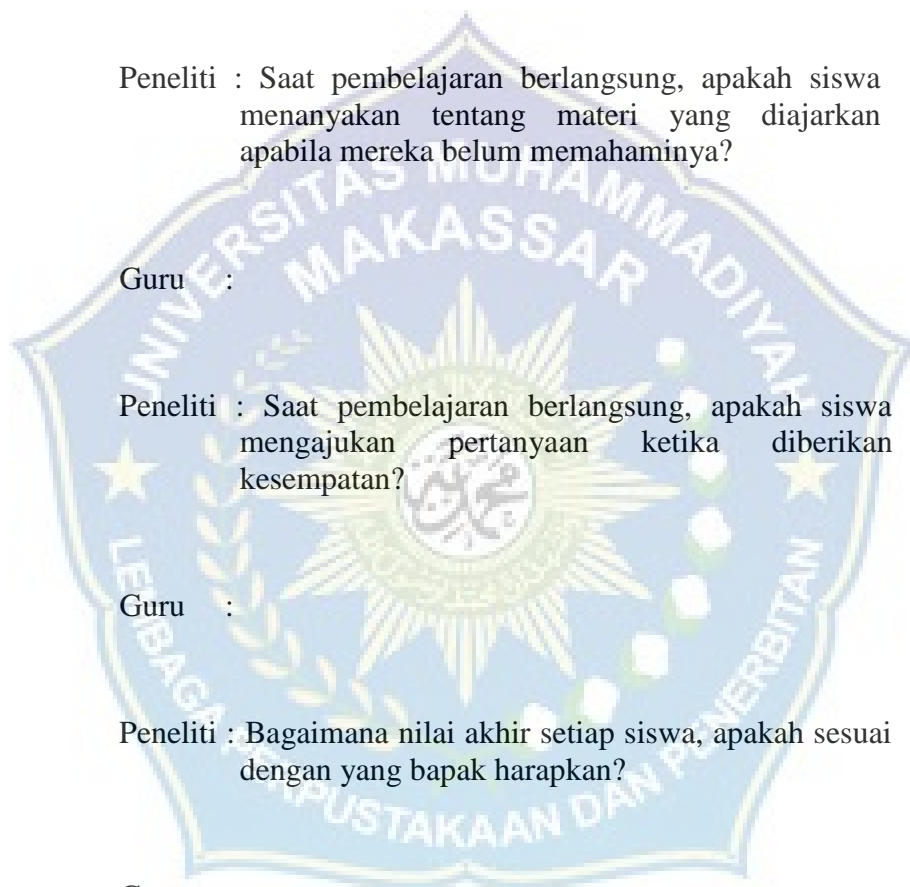 Peneliti : Saat pembelajaran berlangsung, apakah siswa
menanyakan tentang materi yang diajarkan
apabila mereka belum memahaminya?
UNIVERSITAS MUHAMMADIYAH
MAKASSAR
Guru :
Peneliti : Saat pembelajaran berlangsung, apakah siswa
mengajukan pertanyaan ketika diberikan
kesempatan?
Guru :
Peneliti : Bagaimana nilai akhir setiap siswa, apakah sesuai
dengan yang bapak harapkan?
LEMBAGA PERPUSTAKAAN DAN PENERBITAN